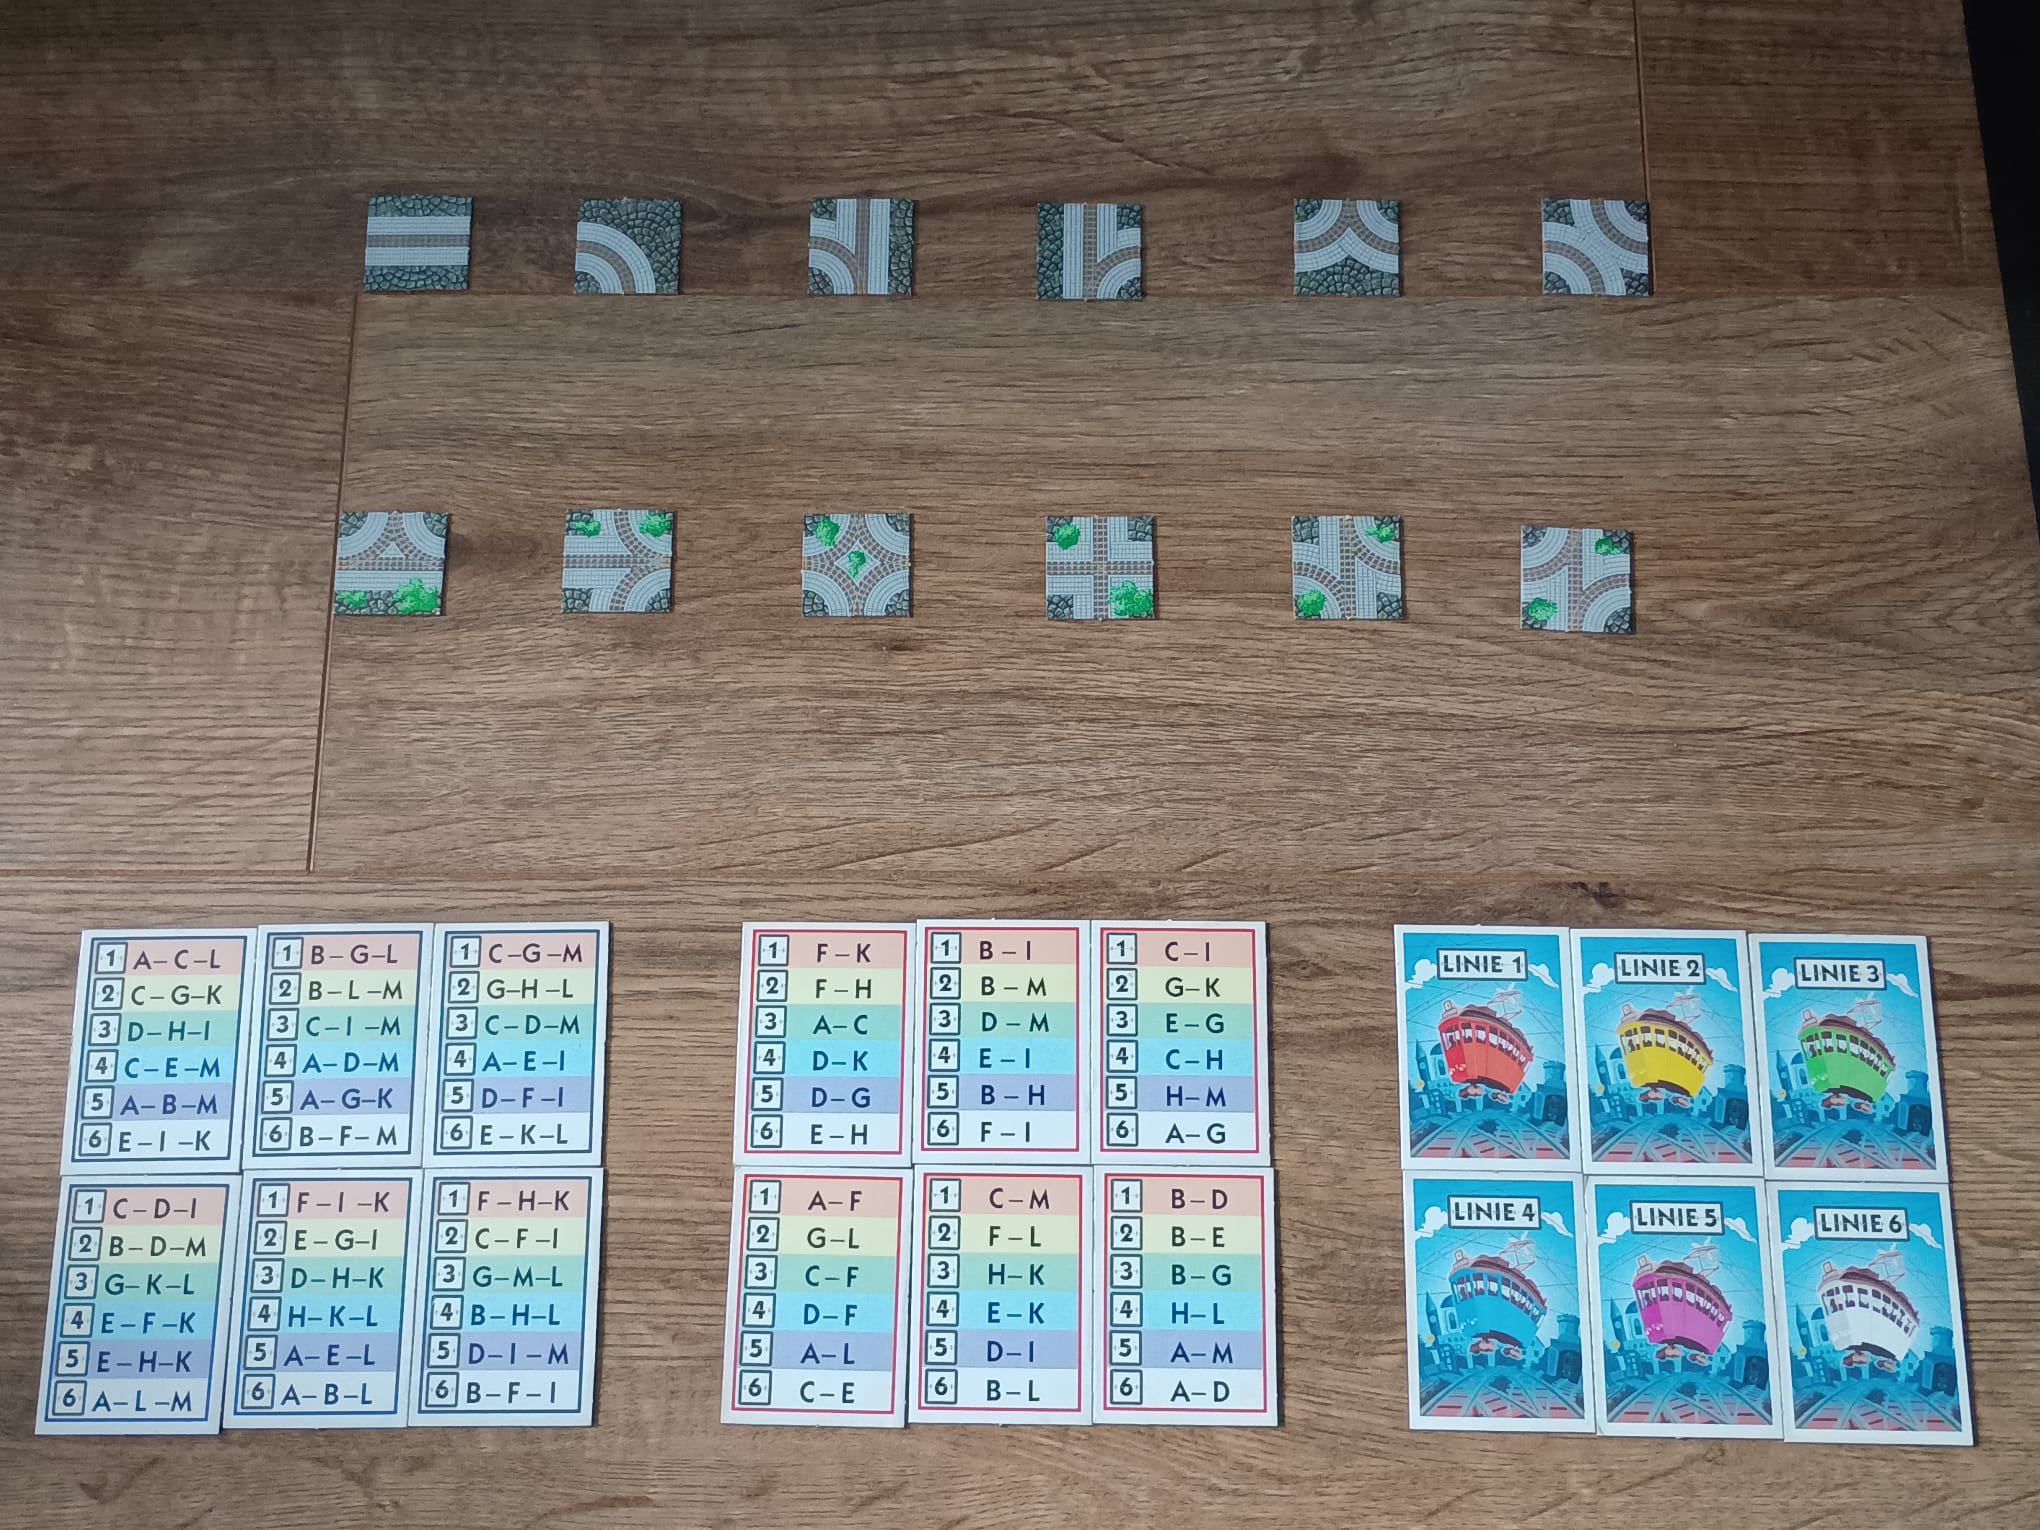 1 A–C–L
2 C–G–K
3 D–H–I
4 C–E–M
5 A–B–M
6 E–I–K
1 B–G–L
2 B–L–M
3 C–I–M
4 A–D–M
5 A–G–K
6 B–F–M
1 C–G–M
2 G–H–L
3 C–D–M
4 A–E–I
5 D–F–I
6 E–K–L
1 F–K
2 F–H
3 A–C
4 D–K
5 D–G
6 E–H
1 B–I
2 B–M
3 D–M
4 E–I
5 B–H
6 F–I
1 C–I
2 G–K
3 E–G
4 C–H
5 H–M
6 A–G
LINIE 1
LINIE 2
LINIE 3
1 C–D–I
2 B–D–M
3 G–K–L
4 E–F–K
5 E–H–K
6 A–L–M
1 F–I–K
2 E–G–I
3 D–H–K
4 H–K–L
5 A–E–L
6 A–B–L
1 F–H–K
2 C–F–I
3 G–M–L
4 B–H–L
5 D–I–M
6 B–F–I
1 A–F
2 G–L
3 C–F
4 D–F
5 A–L
6 C–E
1 C–M
2 F–L
3 H–K
4 E–K
5 D–I
6 B–L
1 B–D
2 B–E
3 B–G
4 H–L
5 A–M
6 A–D
LINIE 4
LINIE 5
LINIE 6